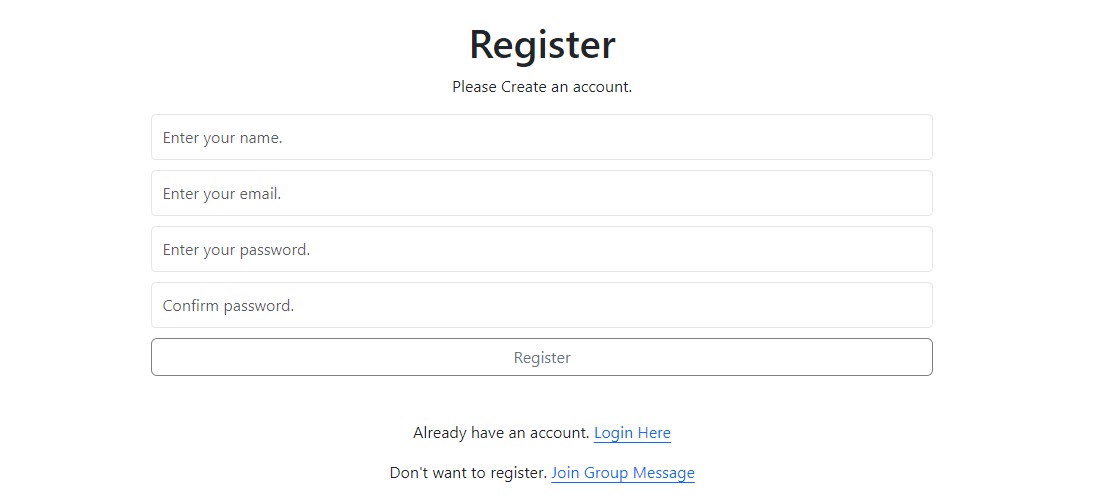 Register
Please Create an account.
Enter your name.
Enter your email.
Enter your password.
Confirm password.
Register
Already have an account. Login Here
Don't want to register. Join Group Message